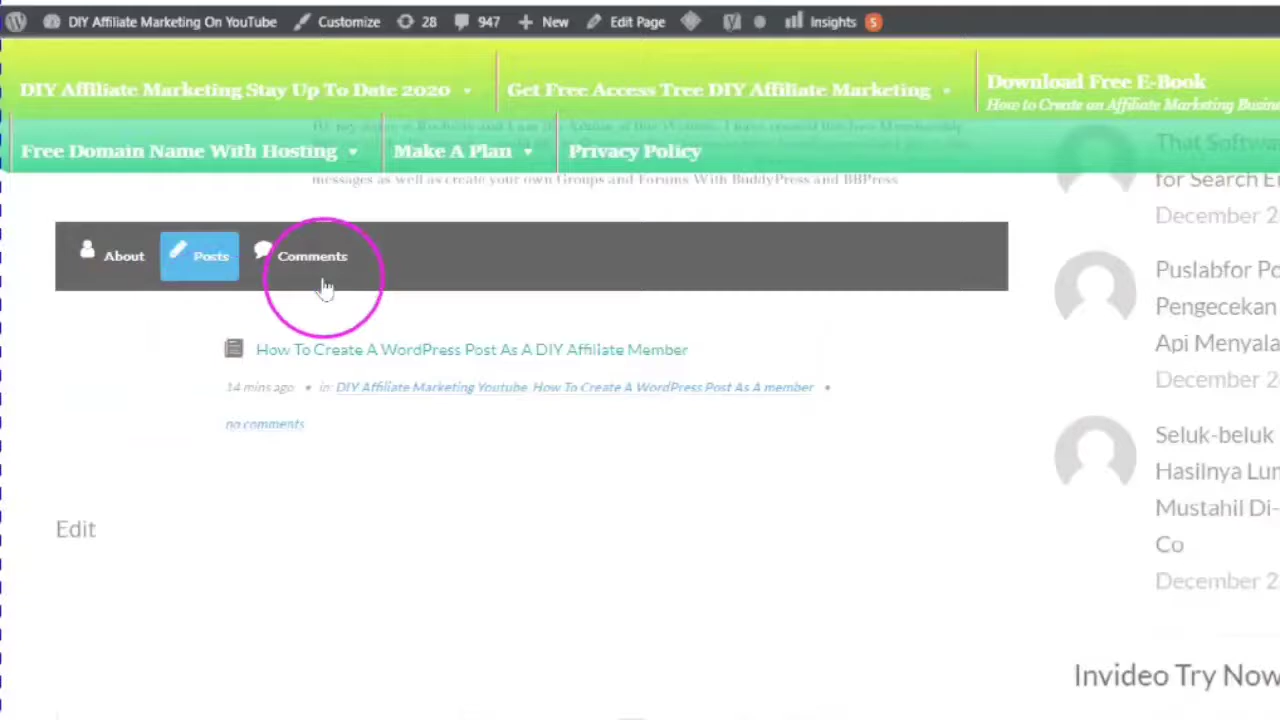 DIY Affiliate Marketing On YouTube Customize 28 947 New Edit Page Insights 5
DIY Affiliate Marketing Stay Up To Date 2020 Get Free Access Tree DIY Affiliate Marketing Download Free E-Book
How to Create an Affiliate Marketing
Free Domain Name With Hosting Make A Plan Privacy Policy
messages as well as create your own Groups and Forums With BuddyPress and BBPress
About Posts Comments
How To Create A WordPress Post As A DIY Affiliate Member
14 mins ago • in: DIY Affiliate Marketing Youtube How To Create A WordPress Post As A member •
no comments
Edit
That Softwa
for Search E
December 2
Puslabfor Po
Pengecekan
Api Menyala
December 2
Seluk-beluk
Hasilnya Lu
Mustahil Di-
Co
December 2
Invideo Try Now